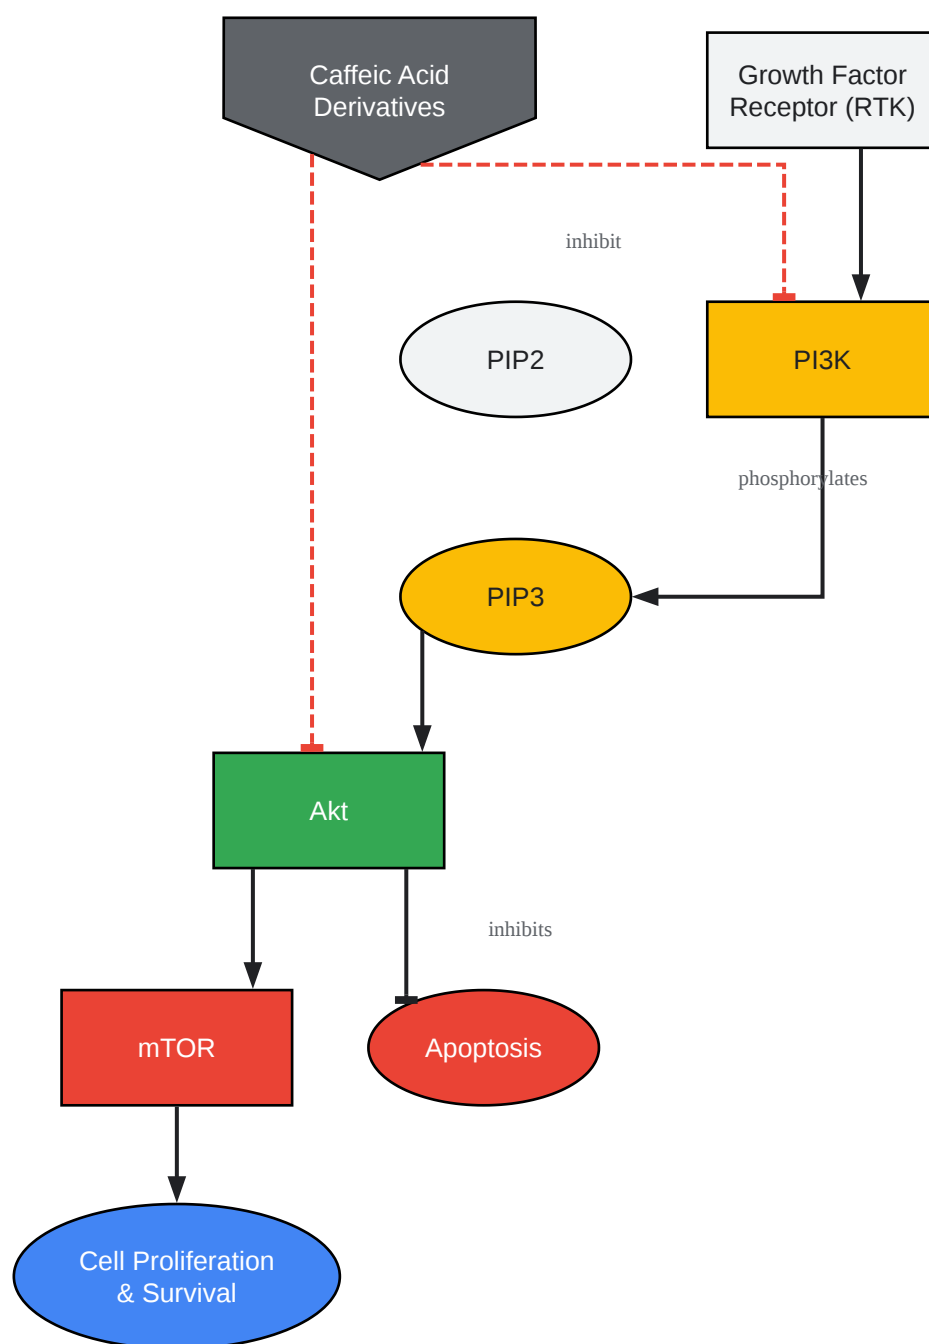 Caffeic Acid
Derivatives
Growth Factor
Receptor (RTK)
inhibit
PIP2
PI3K
phosphorylates
PIP3
Akt
inhibits
mTOR
Apoptosis
Cell Proliferation
& Survival